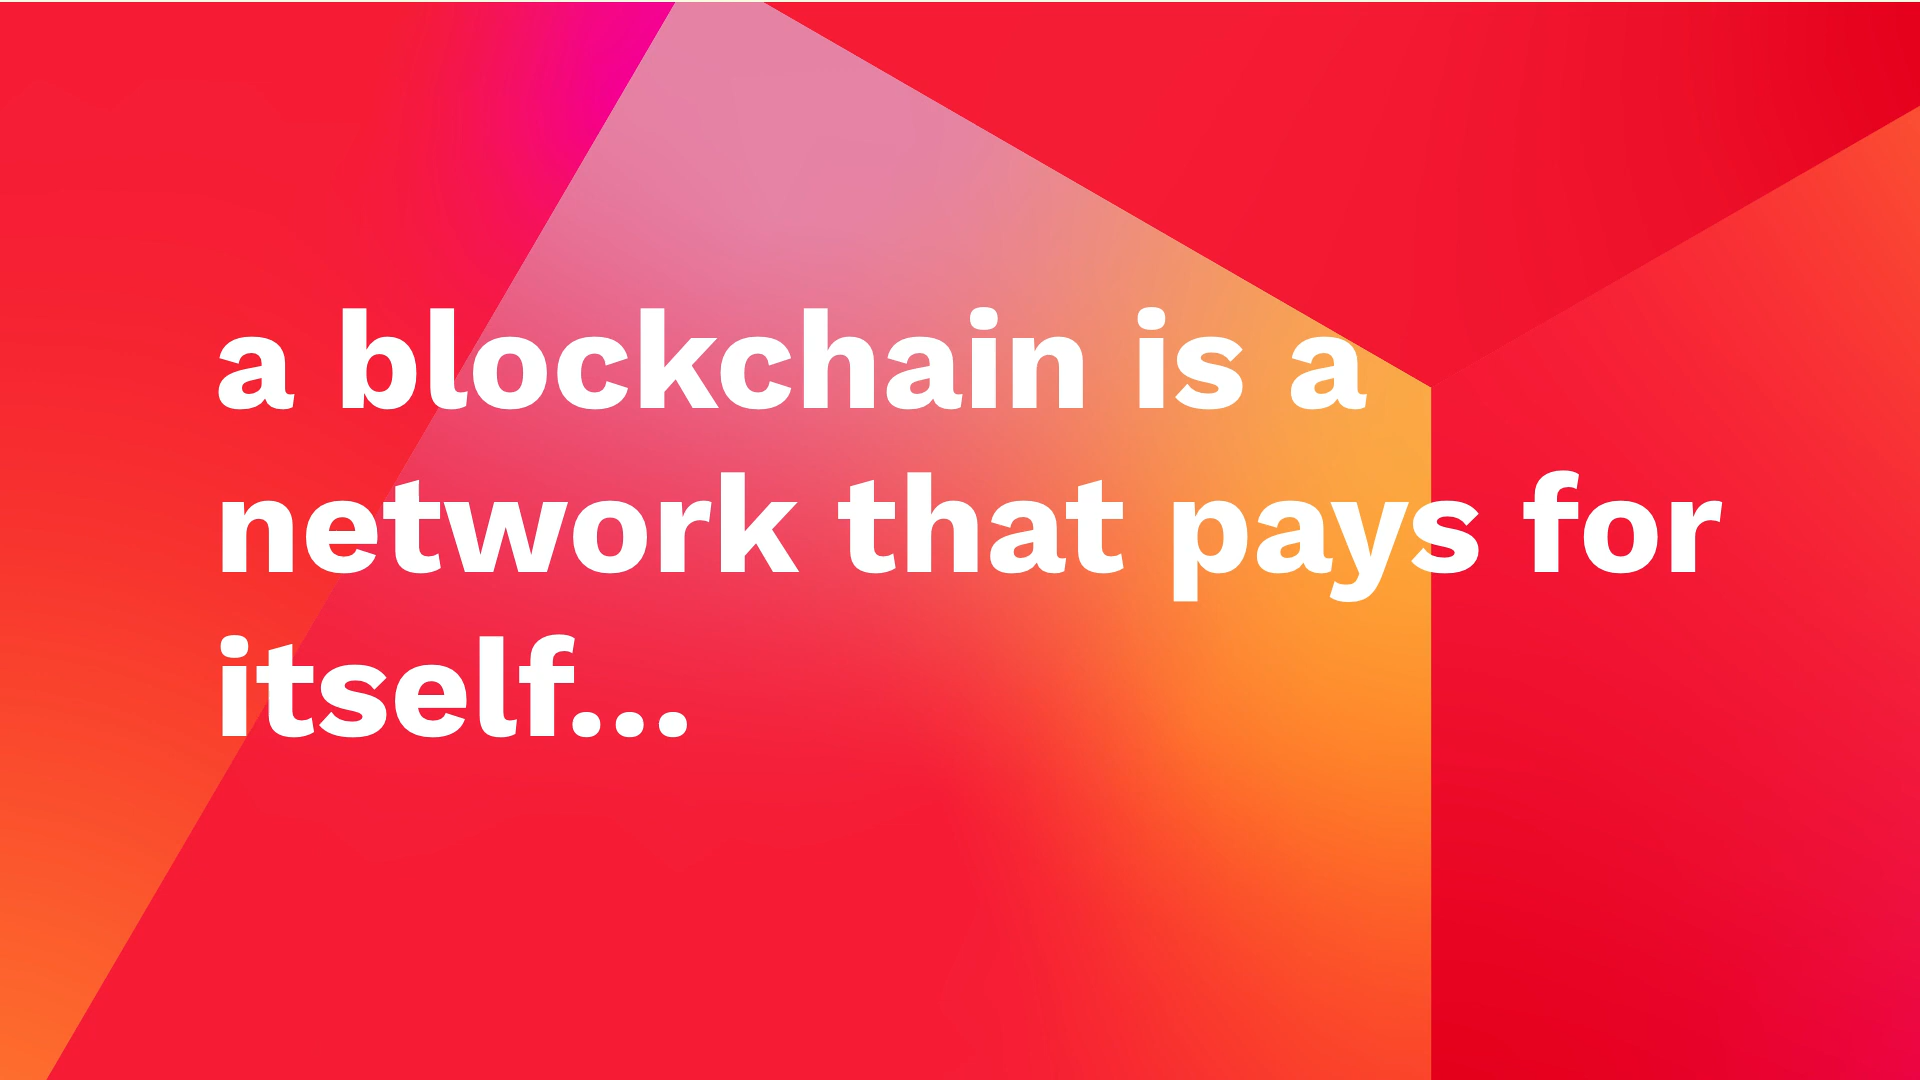 a blockchain is a
network that pays for
itself...